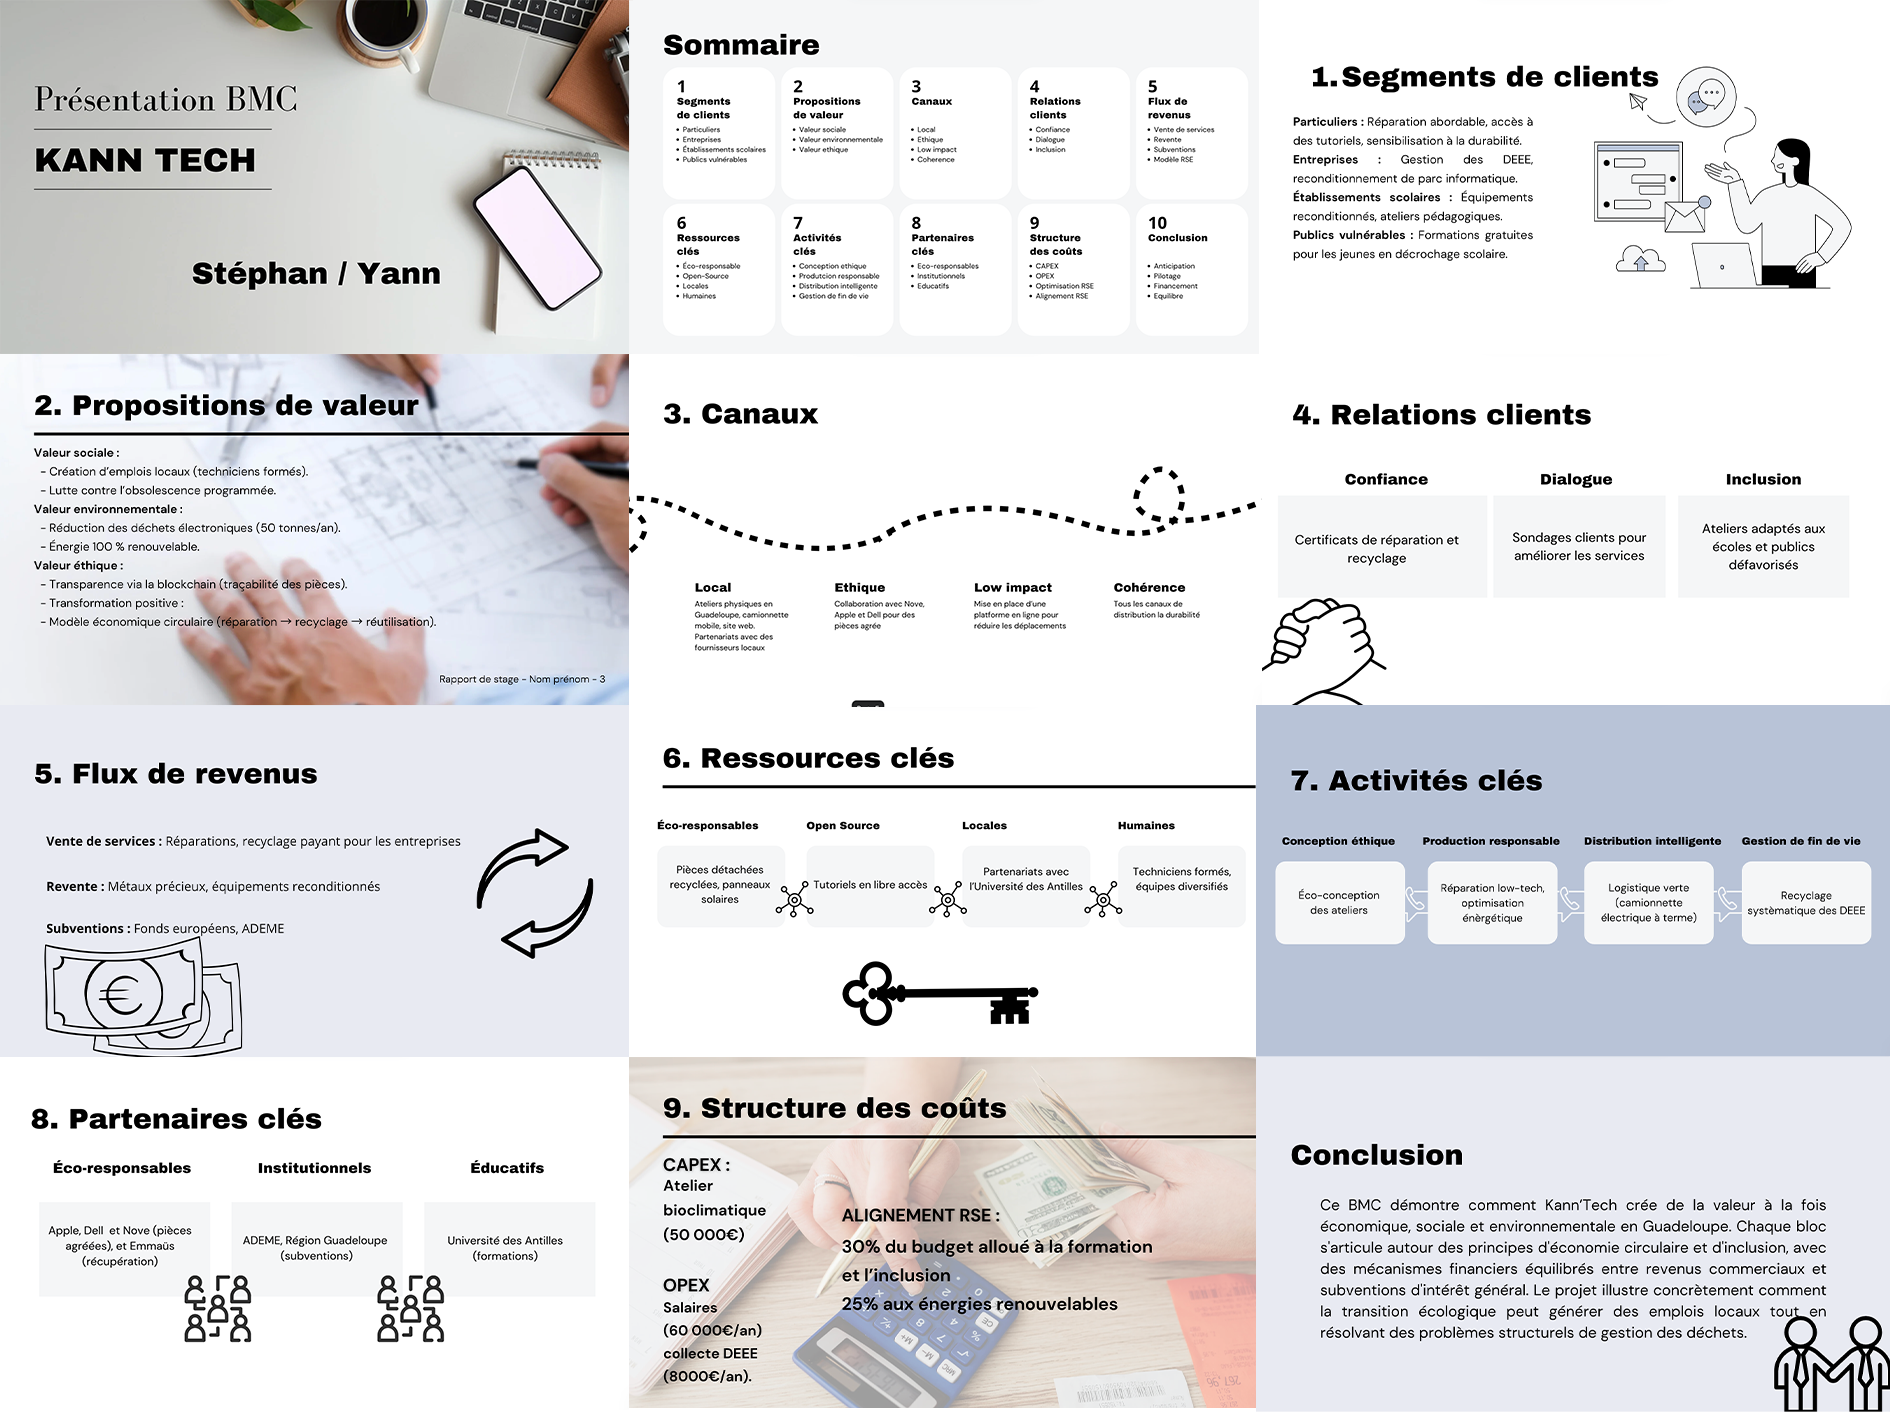 Présentation BMC
KANN TECH
Stéphan / Yann
Sommaire
1
Segments
de clients
• Particuliers
• Entreprises
• Établissements scolaires
• Publics vulnérables
2
Propositions
de valeur
• Valeur sociale
• Valeur environnementale
• Valeur ethique
3
Canaux
• Local
• Ethique
• Low impact
• Coherence
4
Relations
clients
• Confiance
• Dialogue
• Inclusion
5
Flux de
revenus
• Vente de services
• Revente
• Subventions
• Modèle RSE
6
Ressources
clés
• Éco-responsable
• Open-Source
• Locales
• Humaines
7
Activités
clés
• Conception ethique
• Produtcion responsable
• Distribution intelligente
• Gestion de fin de vie
8
Partenaires
clés
• Eco-responsables
• Institutionnels
• Educatifs
9
Structure
des coûts
• CAPEX
• OPEX
• Optimisation RSE
• Alignement RSE
10
Conclusion
• Anticipation
• Pilotage
• Financement
• Equilibre
1.Segments de clients
Particuliers : Réparation abordable, accès à
des tutoriels, sensibilisation à la durabilité.
Entreprises : Gestion des DEEE,
reconditionnement de parc informatique.
Établissements scolaires : Équipements
reconditionnés, ateliers pédagogiques.
Publics vulnérables : Formations gratuites
pour les jeunes en décrochage scolaire.
2. Propositions de valeur
Valeur sociale :
- Création d'emplois locaux (techniciens formés).
- Lutte contre l'obsolescence programmée.
Valeur environnementale :
- Réduction des déchets électroniques (50 tonnes/an).
- Énergie 100 % renouvelable.
Valeur éthique :
- Transparence via la blockchain (traçabilité des pièces).
- Transformation positive :
- Modèle économique circulaire (réparation → recyclage → réutilisation).
Rapport de stage - Nom prénom - 3
3. Canaux
Local
Ateliers physiques en
Guadeloupe, camionnette
mobile, site web.
Partenariats avec des
fournisseurs locaux
Ethique
Collaboration avec Nove,
Apple et Dell pour des
pièces agrée
Low impact
Mise en place d'une
platforme en ligne pour
réduire les déplacements
Cohérence
Tous les canaux de
distribution la durabilité
4. Relations clients
Confiance
Certificats de réparation et
recyclage
Dialogue
Sondages clients pour
améliorer les services
Inclusion
Ateliers adaptés aux
écoles et publics
défavorisés
5. Flux de revenus
Vente de services : Réparations, recyclage payant pour les entreprises
Revente : Métaux précieux, équipements reconditionnés
Subventions : Fonds européens, ADEME
6. Ressources clés
Éco-responsables
Pièces détachées
recyclées, panneaux
solaires
Open Source
Tutoriels en libre accès
Locales
Partenariats avec
l'Université des Antilles
Humaines
Techniciens formés,
équipes diversifiés
7. Activités clés
Conception éthique
Éco-conception
des ateliers
Production responsable
Réparation low-tech,
optimisation
énèrgétique
Distribution intelligente
Logistique verte
(camionnette
électrique à terme)
Gestion de fin de vie
Recyclage
systèmatique des DEEE
8. Partenaires clés
Éco-responsables
Apple, Dell et Nove (pièces
agréées), et Emmaüs
(récupération)
Institutionnels
ADEME, Région Guadeloupe
(subventions)
Éducatifs
Université des Antilles
(formations)
9. Structure des coûts
CAPEX :
Atelier
bioclimatique
(50 000€)
OPEX
Salaires
(60 000€/an)
collecte DEEE
(8000€/an).
ALIGNEMENT RSE :
30% du budget alloué à la formation
et l'inclusion
25% aux énergies renouvelables
Conclusion
Ce BMC démontre comment Kann'Tech crée de la valeur à la fois
économique, sociale et environnementale en Guadeloupe. Chaque bloc
s'articule autour des principes d'économie circulaire et d'inclusion, avec
des mécanismes financiers équilibrés entre revenus commerciaux et
subventions d'intérêt général. Le projet illustre concrètement comment
la transition écologique peut générer des emplois locaux tout en
résolvant des problèmes structurels de gestion des déchets.